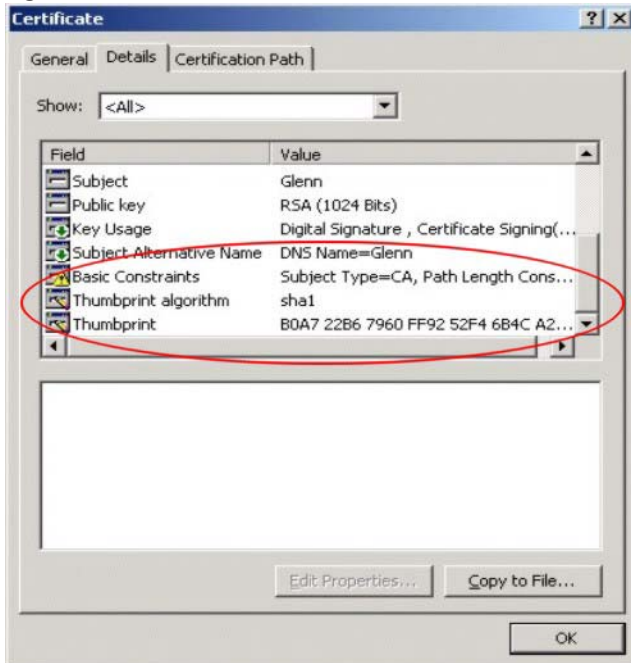 Certificate
General Details Certification Path
Show: <All>
Field Value
Subject Glenn
Public key RSA (1024 Bits)
Key Usage Digital Signature , Certificate Signing(...
Subject Alternative Name DNS Name=Glenn
Basic Constraints Subject Type=CA, Path Length Cons...
Thumbprint algorithm sha1
Thumbprint B0A7 22B6 7960 FF92 52F4 6B4C A2...
Edit Properties... Copy to File...
OK